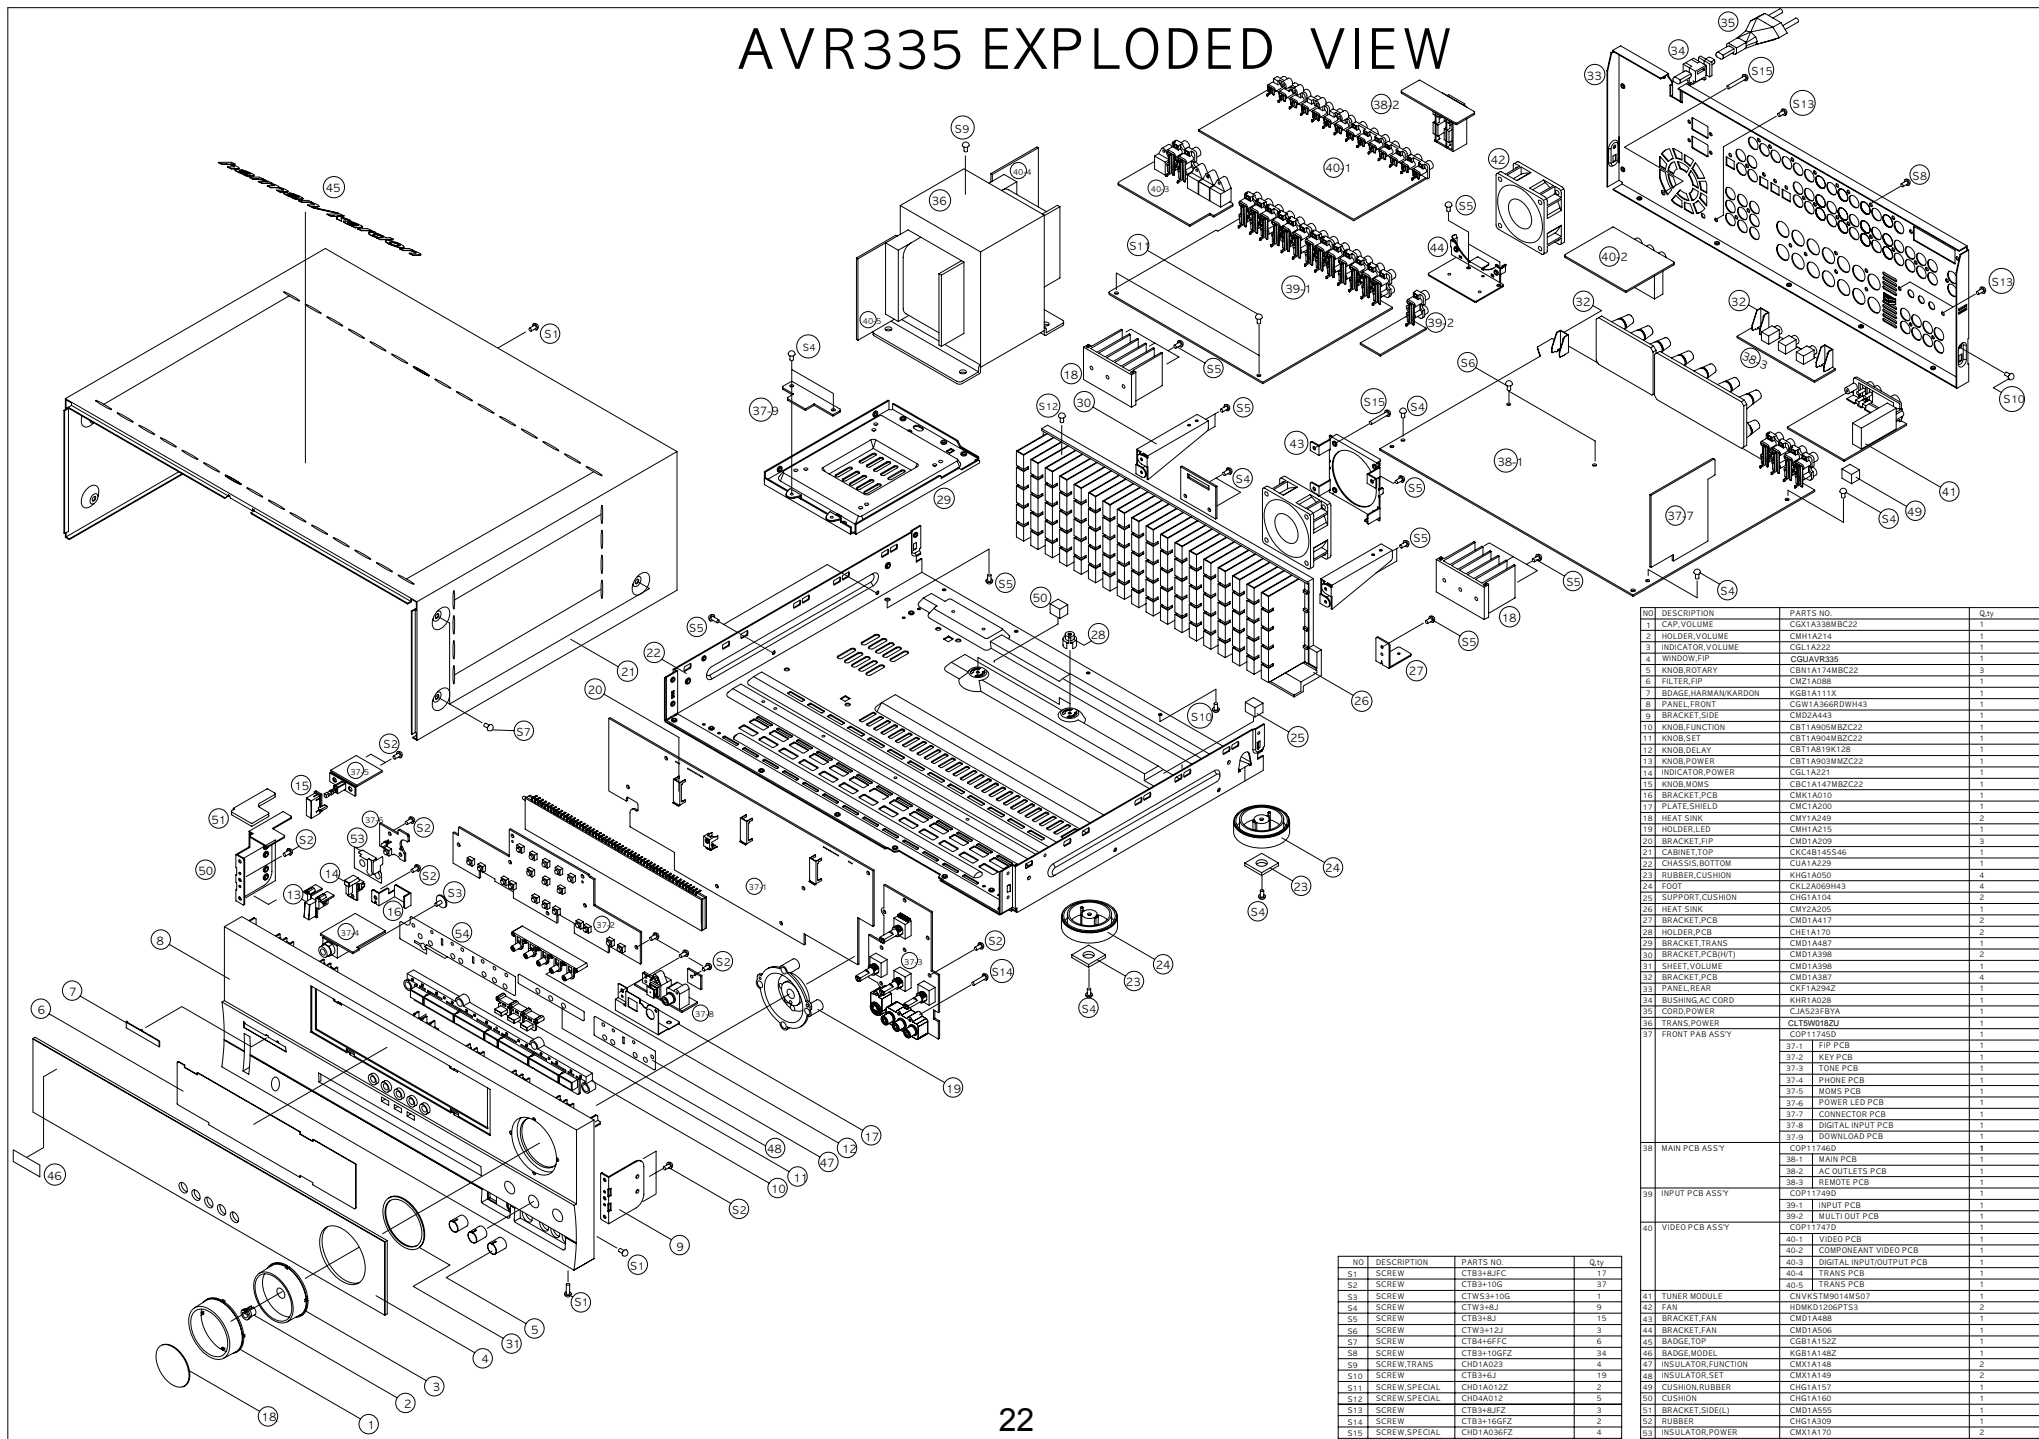 AVR335 EXPLODED VIEW
harman/kardon
NO DESCRIPTION PARTS NO. Q,ty
1 CAP,VOLUME CGX1A338MBC22 1
2 HOLDER,VOLUME CMH1A214 1
3 INDICATOR,VOLUME CGL1A222 1
4 WINDOW,FIP CGUAVR335 1
5 KNOB,ROTARY CBN1A174MBC22 3
6 FILTER,FIP CMZ1A088 1
7 BDAGE,HARMAN/KARDON KGB1A111X 1
8 PANEL,FRONT CGW1A366RDWH43 1
9 BRACKET,SIDE CMD2A443 1
10 KNOB,FUNCTION CBT1A905MBZC22 1
11 KNOB,SET CBT1A904MBZC22 1
12 KNOB,DELAY CBT1A819K128 1
13 KNOB,POWER CBT1A903MMZC22 1
14 INDICATOR,POWER CGL1A221 1
15 KNOB,MOMS CBC1A147MBZC22 1
16 BRACKET,PCB CMK1A010 1
17 PLATE,SHIELD CMC1A200 1
18 HEAT SINK CMY1A249 2
19 HOLDER,LED CMH1A215 1
20 BRACKET,FIP CMD1A209 3
21 CABINET,TOP CKC4B145S46 1
22 CHASSIS,BOTTOM CUA1A229 1
23 RUBBER,CUSHION KHG1A050 4
24 FOOT CKL2A069H43 4
25 SUPPORT,CUSHION CHG1A104 2
26 HEAT SINK CMY2A205 1
27 BRACKET,PCB CMD1A417 2
28 HOLDER,PCB CHE1A170 2
29 BRACKET,TRANS CMD1A487 1
30 BRACKET,PCB(H/T) CMD1A398 2
31 SHEET,VOLUME CMD1A398 1
32 BRACKET,PCB CMD1A387 4
33 PANEL,REAR CKF1A294Z 1
34 BUSHING,AC CORD KHR1A028 1
35 CORD,POWER CJA523FBYA 1
36 TRANS,POWER CLT5W018ZU 1
37 FRONT PAB ASS'Y COP11745D 1
37-1 FIP PCB 1
37-2 KEY PCB 1
37-3 TONE PCB 1
37-4 PHONE PCB 1
37-5 MOMS PCB 1
37-6 POWER LED PCB 1
37-7 CONNECTOR PCB 1
37-8 DIGITAL INPUT PCB 1
37-9 DOWNLOAD PCB 1
38 MAIN PCB ASS'Y COP11746D 1
38-1 MAIN PCB 1
38-2 AC OUTLETS PCB 1
38-3 REMOTE PCB 1
39 INPUT PCB ASS'Y COP11749D 1
39-1 INPUT PCB 1
39-2 MULTI OUT PCB 1
40 VIDEO PCB ASS'Y COP11747D 1
40-1 VIDEO PCB 1
40-2 COMPONEANT VIDEO PCB 1
40-3 DIGITAL INPUT/OUTPUT PCB 1
40-4 TRANS PCB 1
40-5 TRANS PCB 1
41 TUNER MODULE CNVKSTM9014MS07 1
42 FAN HDMKD1206PTS3 2
43 BRACKET,FAN CMD1A488 1
44 BRACKET,FAN CMD1A506 1
45 BADGE,TOP CGB1A152Z 1
46 BADGE,MODEL KGB1A148Z 1
47 INSULATOR,FUNCTION CMX1A148 2
48 INSULATOR,SET CMX1A149 2
49 CUSHION,RUBBER CHG1A157 1
50 CUSHION CHG1A160 1
51 BRACKET,SIDE(L) CMD1A555 1
52 RUBBER CHG1A309 1
53 INSULATOR,POWER CMX1A170 2
NO DESCRIPTION PARTS NO. Q,ty
S1 SCREW CTB3+8JFC 17
S2 SCREW CTB3+10G 37
S3 SCREW CTWS3+10G 1
S4 SCREW CTW3+8J 9
S5 SCREW CTB3+8J 15
S6 SCREW CTW3+12J 3
S7 SCREW CTB4+6FFC 6
S8 SCREW CTB3+10GFZ 34
S9 SCREW,TRANS CHD1A023 4
S10 SCREW CTB3+6J 19
S11 SCREW,SPECIAL CHD1A012Z 2
S12 SCREW,SPECIAL CHD4A012 5
S13 SCREW CTB3+8JFZ 3
S14 SCREW CTB3+16GFZ 2
S15 SCREW,SPECIAL CHD1A036FZ 4
22